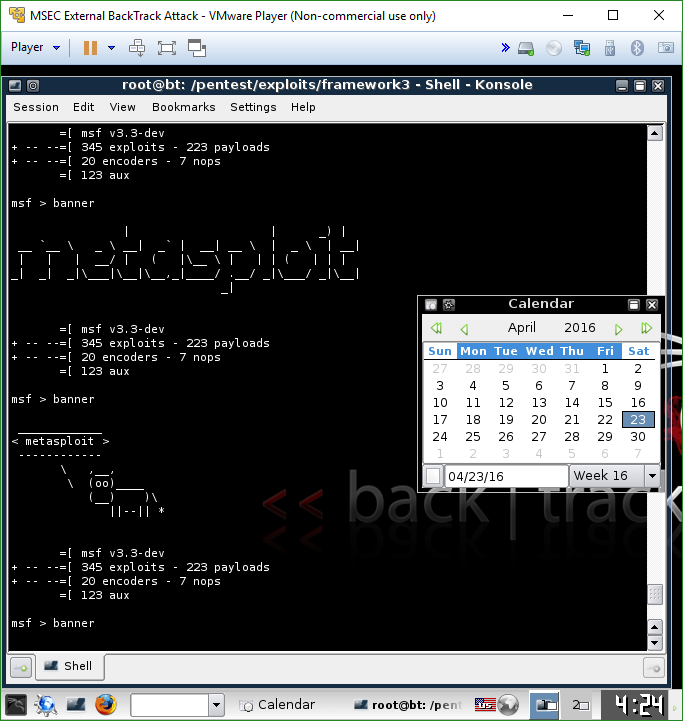 MSEC External BackTrack Attack - VMware Player (Non-commercial use only)
Player
root@bt: /pentest/exploits/framework3 - Shell - Konsole
Session Edit View Bookmarks Settings Help
=[ msf v3.3-dev
+ -- --=[ 345 exploits - 223 payloads
+ -- --=[ 20 encoders - 7 nops
=[ 123 aux
msf > banner
metasploit
=[ msf v3.3-dev
+ -- --=[ 345 exploits - 223 payloads
+ -- --=[ 20 encoders - 7 nops
=[ 123 aux
msf > banner
< metasploit >
------------
\ ,__,
\ (oo)____
(__) )\
||--|| *
=[ msf v3.3-dev
+ -- --=[ 345 exploits - 223 payloads
+ -- --=[ 20 encoders - 7 nops
=[ 123 aux
msf > banner
Calendar
April 2016
Sun Mon Tue Wed Thu Fri Sat
27 28 29 30 31 1 2
3 4 5 6 7 8 9
10 11 12 13 14 15 16
17 18 19 20 21 22 23
24 25 26 27 28 29 30
1 2 3 4 5 6 7
04/23/16 Week 16
<< back | track
Shell
Calendar
root@bt: /pent
2
4:24